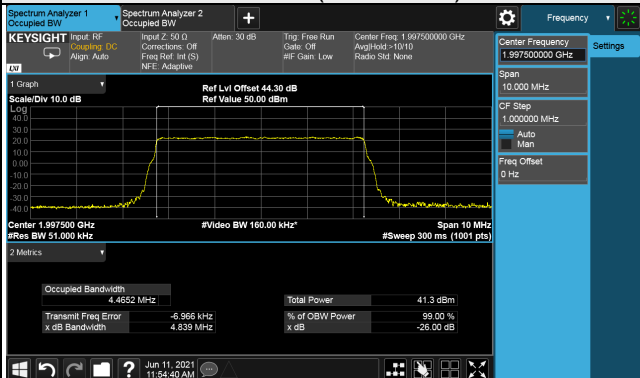 Spectrum Analyzer 1
Occupied BW
Spectrum Analyzer 2
Occupied BW
+
Frequency
KEYSIGHT
LXI
Input: RF
Coupling: DC
Align: Auto
Input Z: 50 Ω
Corrections: Off
Freq Ref: Int (S)
NFE: Adaptive
Atten: 30 dB
Trig: Free Run
Gate: Off
#IF Gain: Low
Center Freq: 1.997500000 GHz
Avg|Hold:>10/10
Radio Std: None
Center Frequency
1.997500000 GHz
Settings
Span
10.000 MHz
CF Step
1.000000 MHz
Auto
Man
Freq Offset
0 Hz
1 Graph
Scale/Div 10.0 dB
Ref Lvl Offset 44.30 dB
Ref Value 50.00 dBm
Log
40.0
30.0
20.0
10.0
0.00
-10.0
-20.0
-30.0
-40.0
Center 1.997500 GHz
#Res BW 51.000 kHz
#Video BW 160.00 kHz*
Span 10 MHz
#Sweep 300 ms (1001 pts)
2 Metrics
Occupied Bandwidth
4.4652 MHz
Total Power 41.3 dBm
Transmit Freq Error -6.966 kHz
% of OBW Power 99.00 %
x dB Bandwidth 4.839 MHz
x dB -26.00 dB
?
Jun 11, 2021
11:54:40 AM